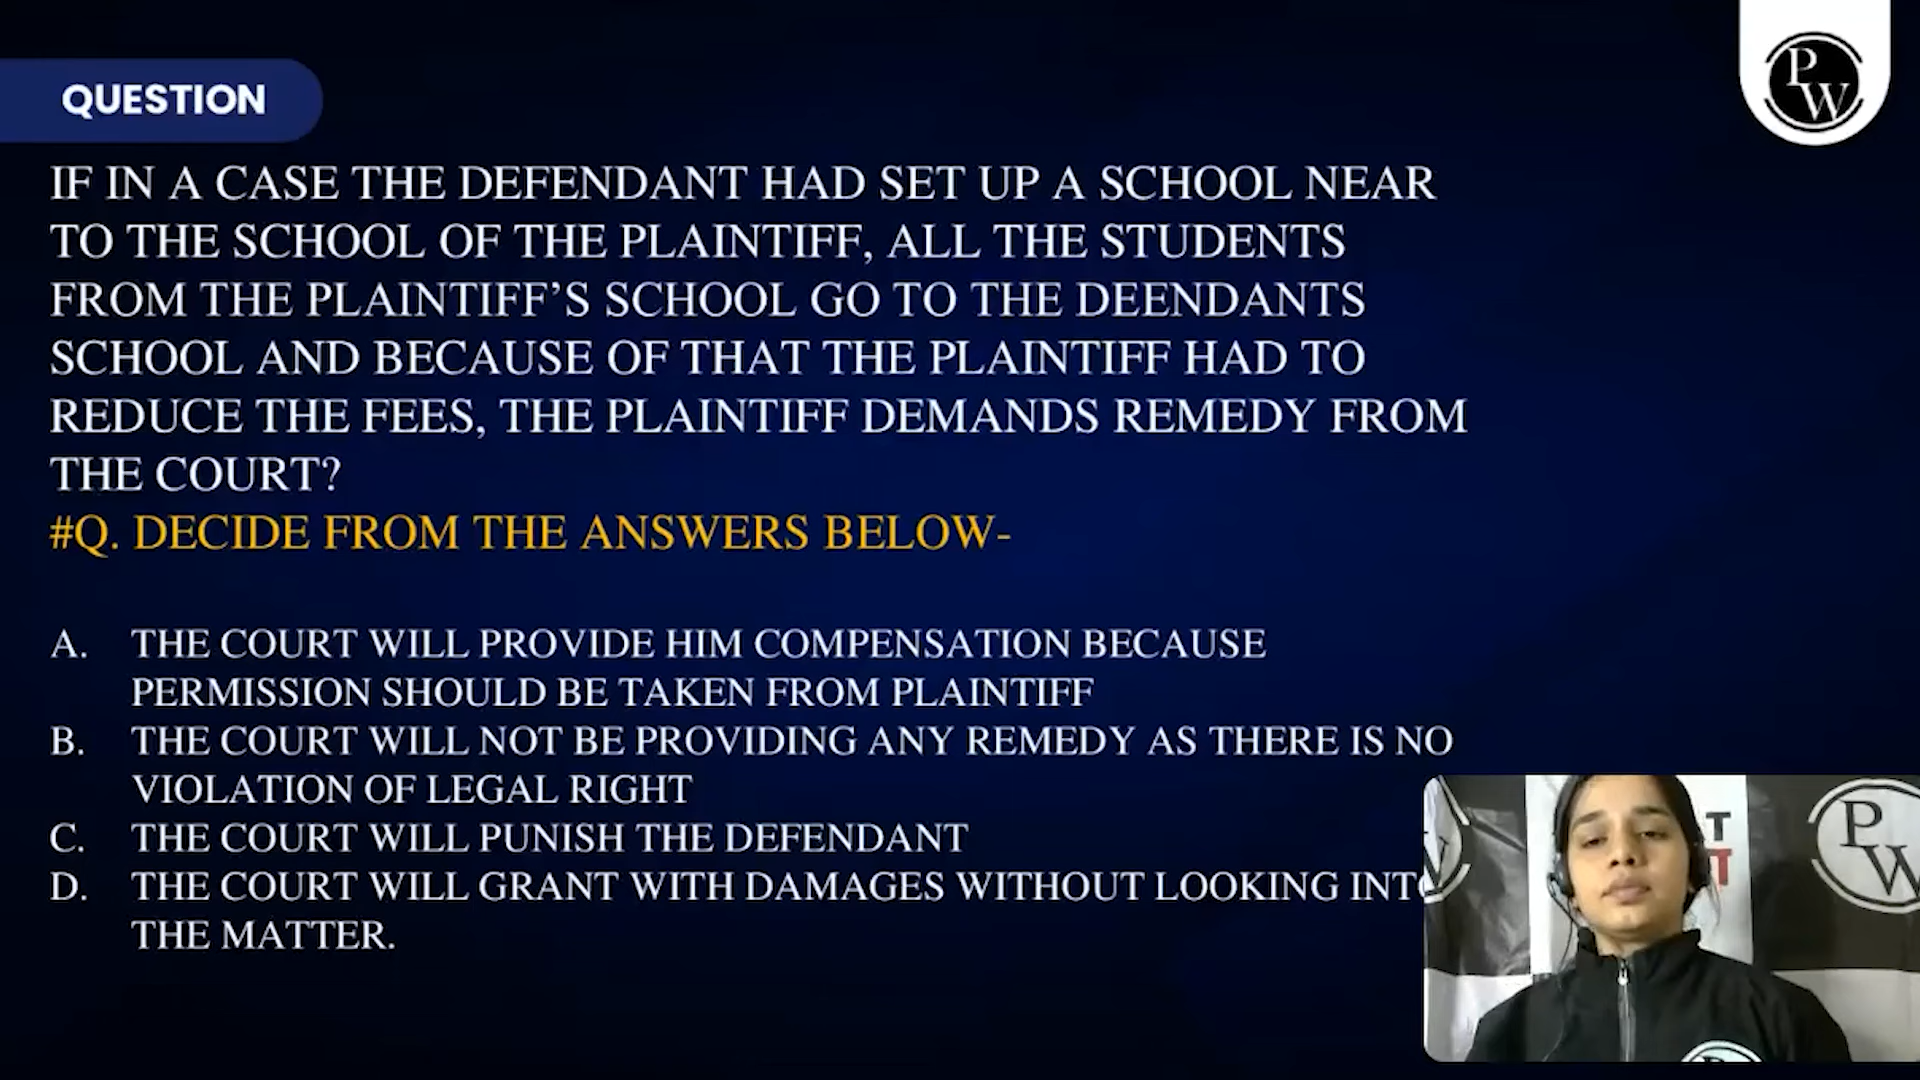 QUESTION
P
W
IF IN A CASE THE DEFENDANT HAD SET UP A SCHOOL NEAR
TO THE SCHOOL OF THE PLAINTIFF, ALL THE STUDENTS
FROM THE PLAINTIFF’S SCHOOL GO TO THE DEENDANTS
SCHOOL AND BECAUSE OF THAT THE PLAINTIFF HAD TO
REDUCE THE FEES, THE PLAINTIFF DEMANDS REMEDY FROM
THE COURT?
#Q. DECIDE FROM THE ANSWERS BELOW-
A. THE COURT WILL PROVIDE HIM COMPENSATION BECAUSE
PERMISSION SHOULD BE TAKEN FROM PLAINTIFF
B. THE COURT WILL NOT BE PROVIDING ANY REMEDY AS THERE IS NO
VIOLATION OF LEGAL RIGHT
C. THE COURT WILL PUNISH THE DEFENDANT
D. THE COURT WILL GRANT WITH DAMAGES WITHOUT LOOKING INTO
THE MATTER.
P
W